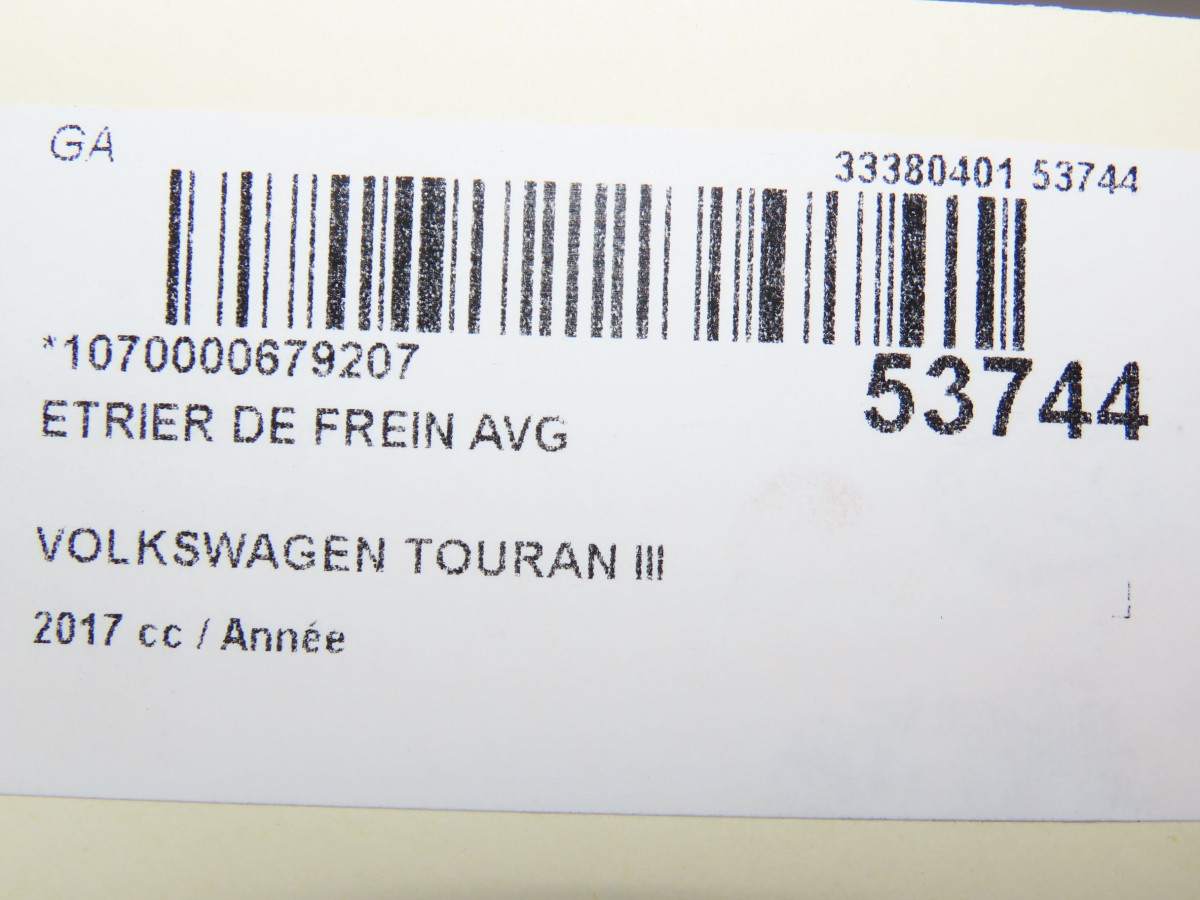 GA
33380401 53744
*1070000679207
53744
ETRIER DE FREIN AVG
VOLKSWAGEN TOURAN III
2017 cc / Année